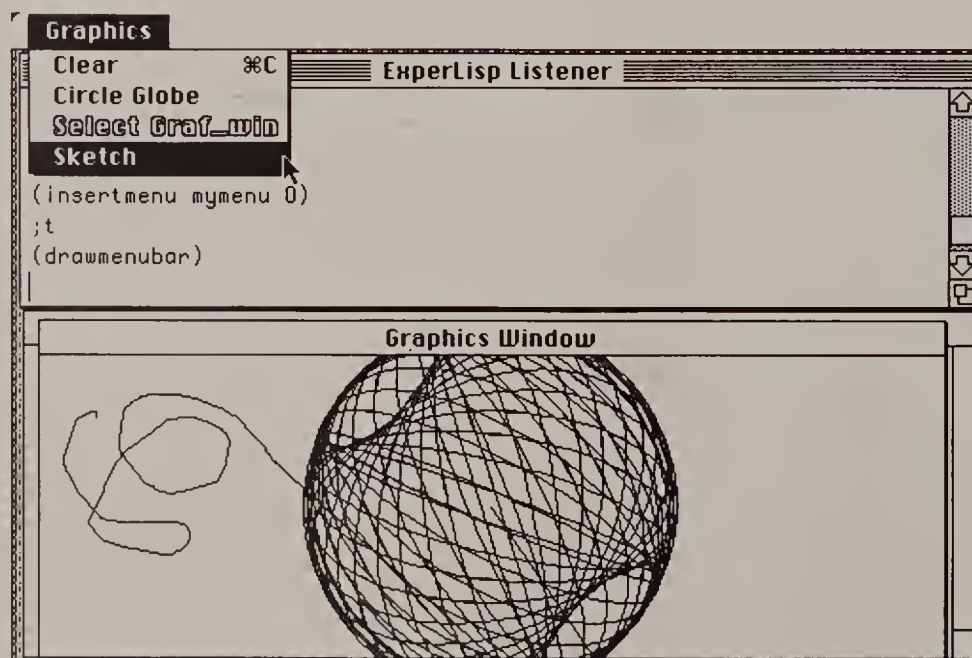 Graphics
Clear ⌘C
ExperLisp Listener
Circle Globe
Select Graf_win
Sketch
(insertmenu mymenu 0)
;t
(drawmenubar)
Graphics Window